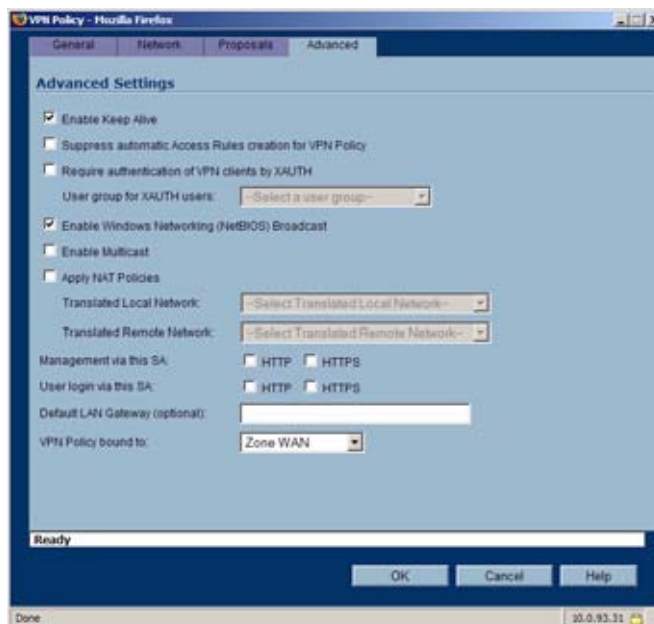 VPN Policy - Mozilla Firefox
General Network Proposals Advanced
Advanced Settings
Enable Keep Alive
Suppress automatic Access Rules creation for VPN Policy
Require authentication of VPN clients by XAUTH
User group for XAUTH users: --Select a user group--
Enable Windows Networking (NetBIOS) Broadcast
Enable Multicast
Apply NAT Policies
Translated Local Network: --Select Translated Local Network--
Translated Remote Network: --Select Translated Remote Network--
Management via this SA: HTTP HTTPS
User login via this SA: HTTP HTTPS
Default LAN Gateway (optional):
VPN Policy bound to: Zone WAN
Ready
OK Cancel Help
Done 10.0.93.31